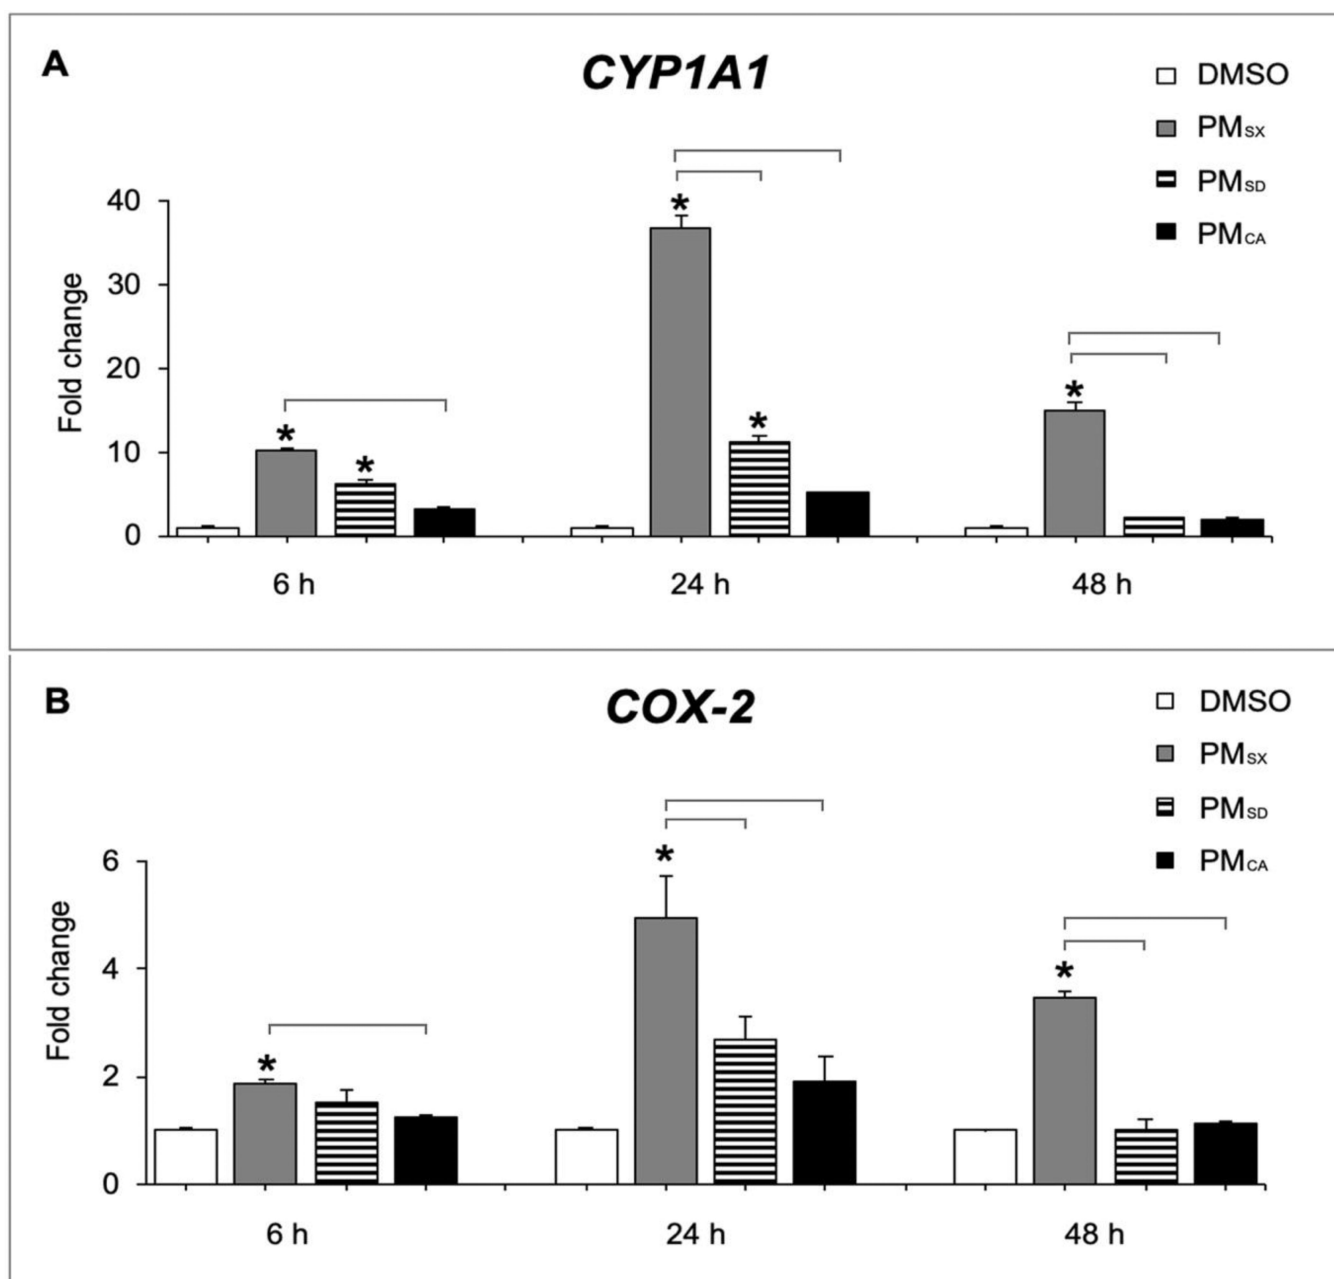 A
CYP1A1
DMSO
PMSX
PMSD
PMCA
Fold change
40
30
20
10
0
*
*
*
*
*
6 h
24 h
48 h
B
COX-2
DMSO
PMSX
PMSD
PMCA
Fold change
6
4
2
0
*
*
*
6 h
24 h
48 h